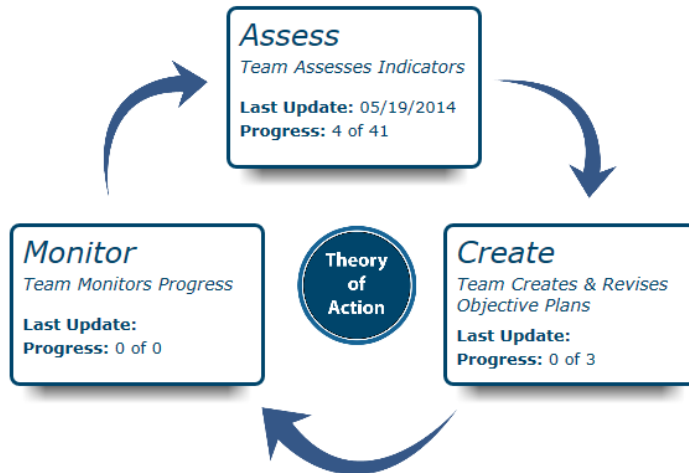 Assess
Team Assesses Indicators
Last Update: 05/19/2014
Progress: 4 of 41
Monitor
Team Monitors Progress
Last Update:
Progress: 0 of 0
Theory
of
Action
Create
Team Creates & Revises
Objective Plans
Last Update:
Progress: 0 of 3